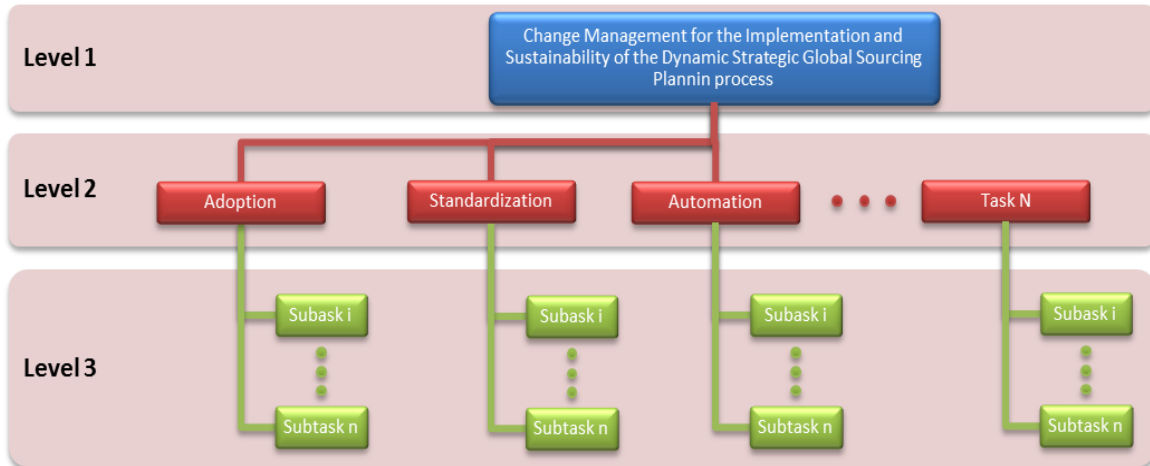 Level 1
Change Management for the Implementation and
Sustainability of the Dynamic Strategic Global Sourcing
Plannin process
Level 2
Adoption
Standardization
Automation
Task N
Level 3
Subask i
Subask i
Subask i
Subask i
Subtask n
Subtask n
Subtask n
Subtask n